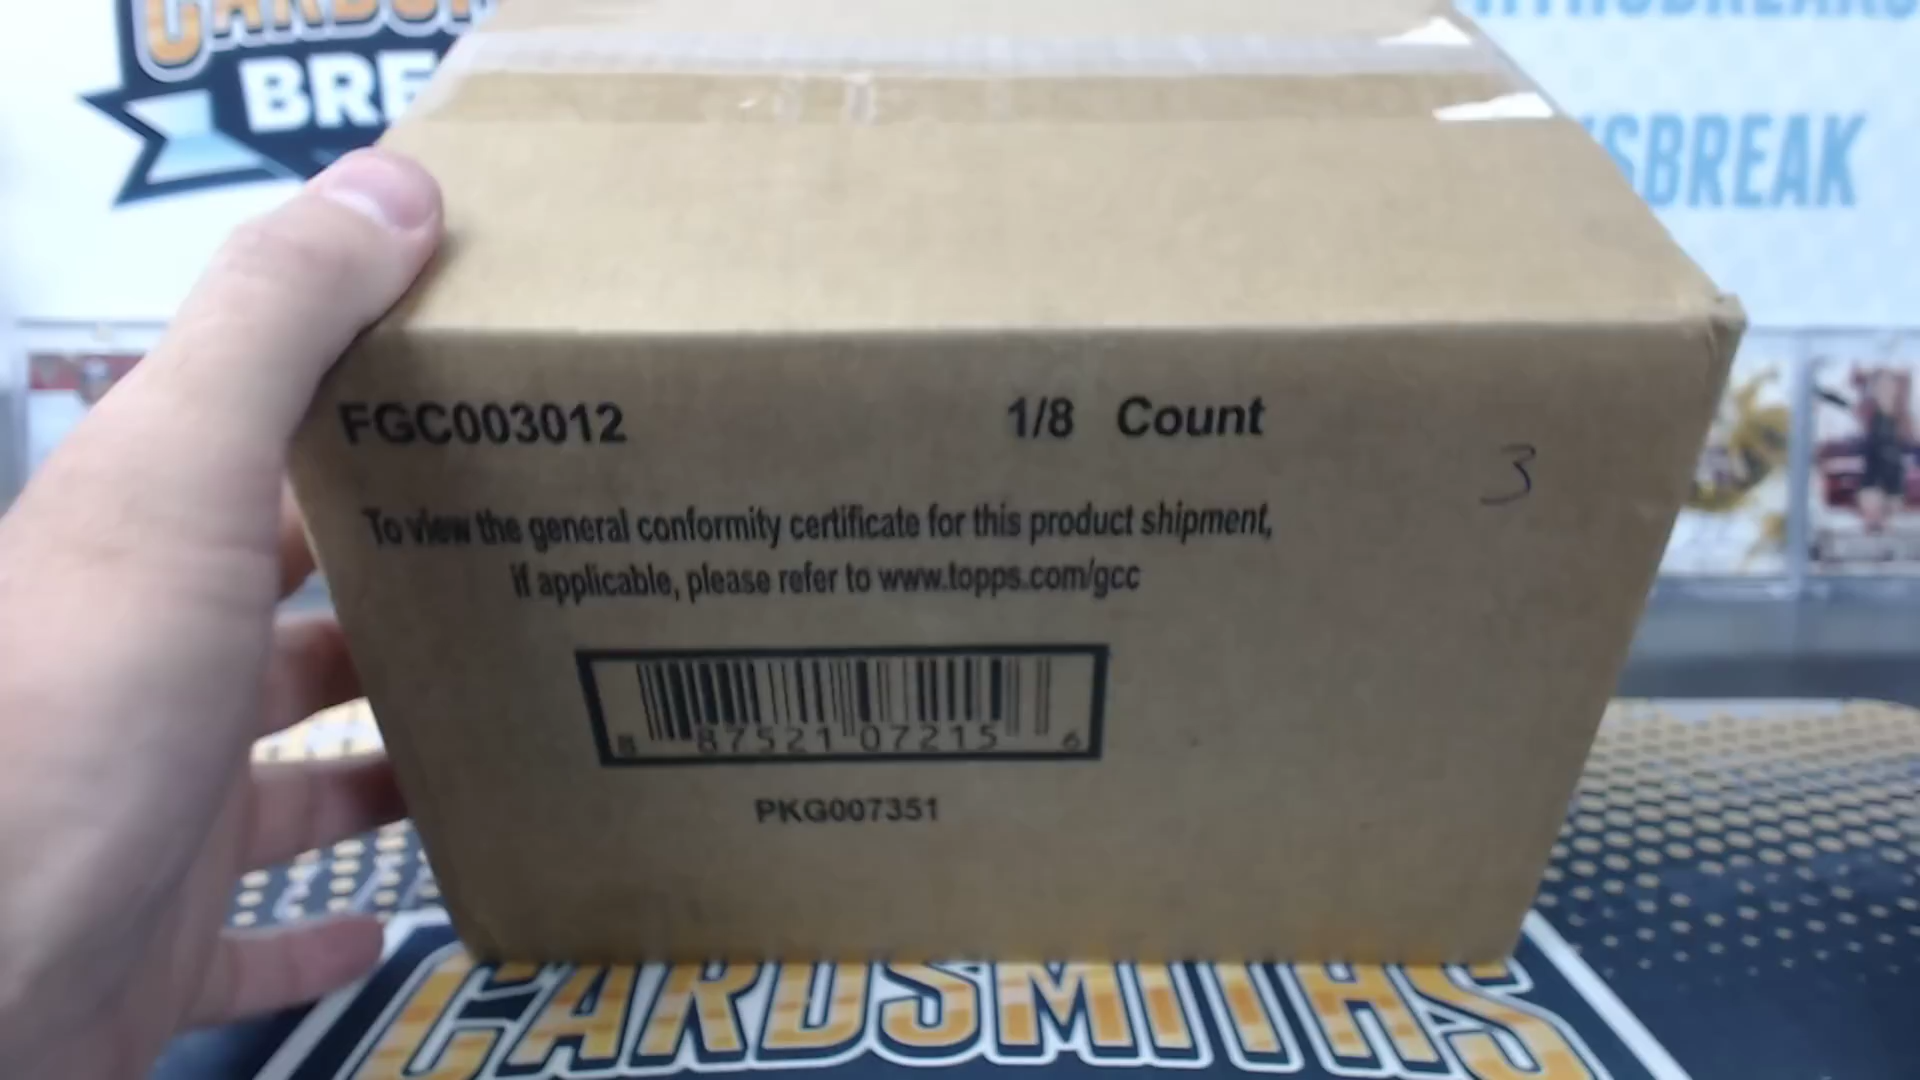 BRE
SBREAK
FGC003012 1/8 Count
3
To view the general conformity certificate for this product shipment,
if applicable, please refer to www.topps.com/gcc
8 87521 07215 6
PKG007351
CARDSMITHS